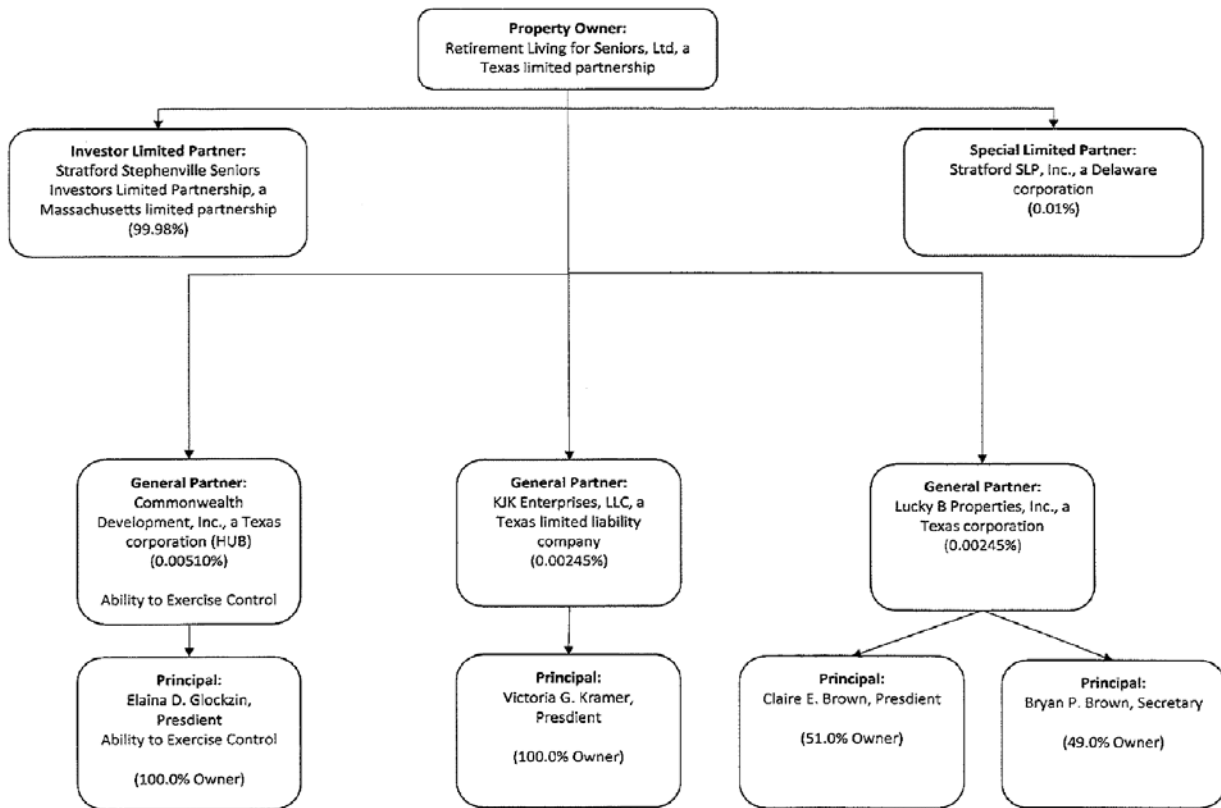 Property Owner:
Retirement Living for Seniors, Ltd, a
Texas limited partnership
Investor Limited Partner:
Stratford Stephenville Seniors
Investors Limited Partnership, a
Massachusetts limited partnership
(99.98%)
Special Limited Partner:
Stratford SLP, Inc., a Delaware
corporation
(0.01%)
General Partner:
Commonwealth
Development, Inc., a Texas
corporation (HUB)
(0.00510%)
Ability to Exercise Control
General Partner:
KJK Enterprises, LLC, a
Texas limited liability
company
(0.00245%)
General Partner:
Lucky B Properties, Inc., a
Texas corporation
(0.00245%)
Principal:
Elaina D. Glockzin,
Presdient
Ability to Exercise Control
(100.0% Owner)
Principal:
Victoria G. Kramer,
Presdient
(100.0% Owner)
Principal:
Claire E. Brown, Presdient
(51.0% Owner)
Principal:
Bryan P. Brown, Secretary
(49.0% Owner)